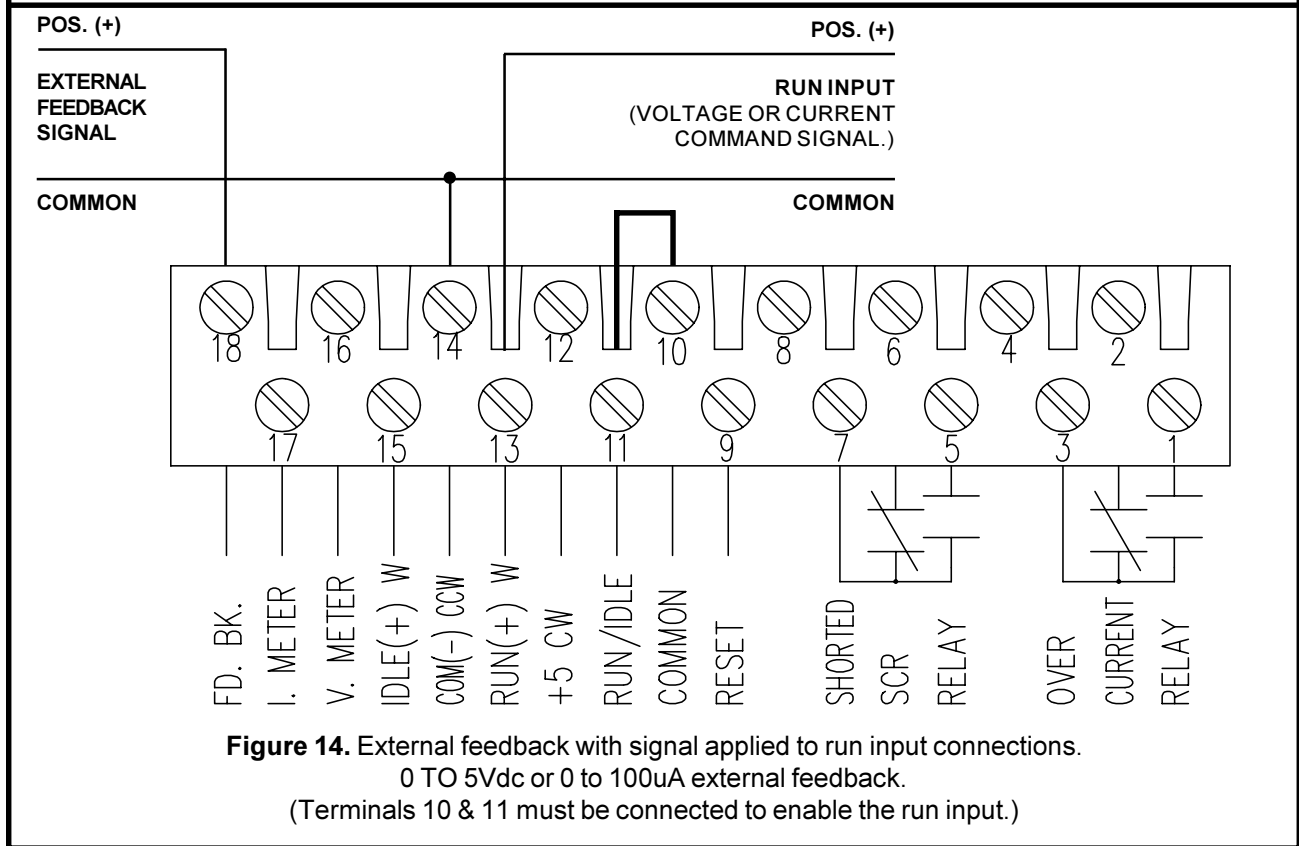 POS. (+)
POS. (+)
EXTERNAL
FEEDBACK
SIGNAL
RUN INPUT
(VOLTAGE OR CURRENT
COMMAND SIGNAL.)
COMMON
COMMON
18 16 14 12 10 8 6 4 2
17 15 13 11 9 7 5 3 1
FD. BK.
I. METER
V. METER
IDLE(+) W
COM(-) CCW
RUN(+) W
+5 CW
RUN/IDLE
COMMON
RESET
SHORTED
SCR
RELAY
OVER
CURRENT
RELAY
Figure 14. External feedback with signal applied to run input connections.
0 TO 5Vdc or 0 to 100uA external feedback.
(Terminals 10 & 11 must be connected to enable the run input.)